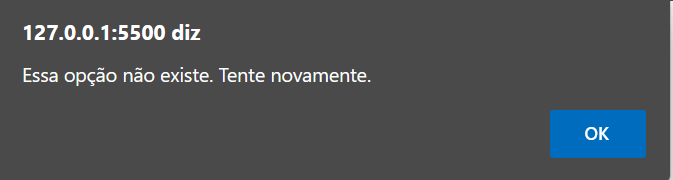 127.0.0.1:5500 diz
Essa opção não existe. Tente novamente.
OK